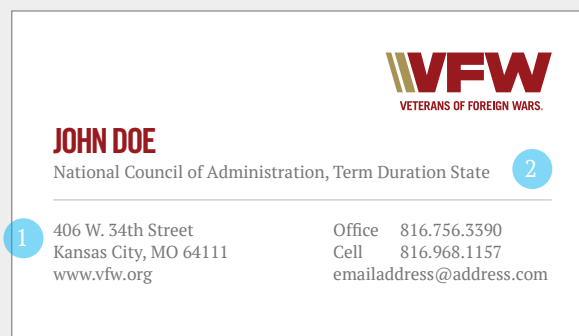 VFW
VETERANS OF FOREIGN WARS.
JOHN DOE
National Council of Administration, Term Duration State
2
1
406 W. 34th Street
Kansas City, MO 64111
www.vfw.org
Office 816.756.3390
Cell 816.968.1157
emailaddress@address.com